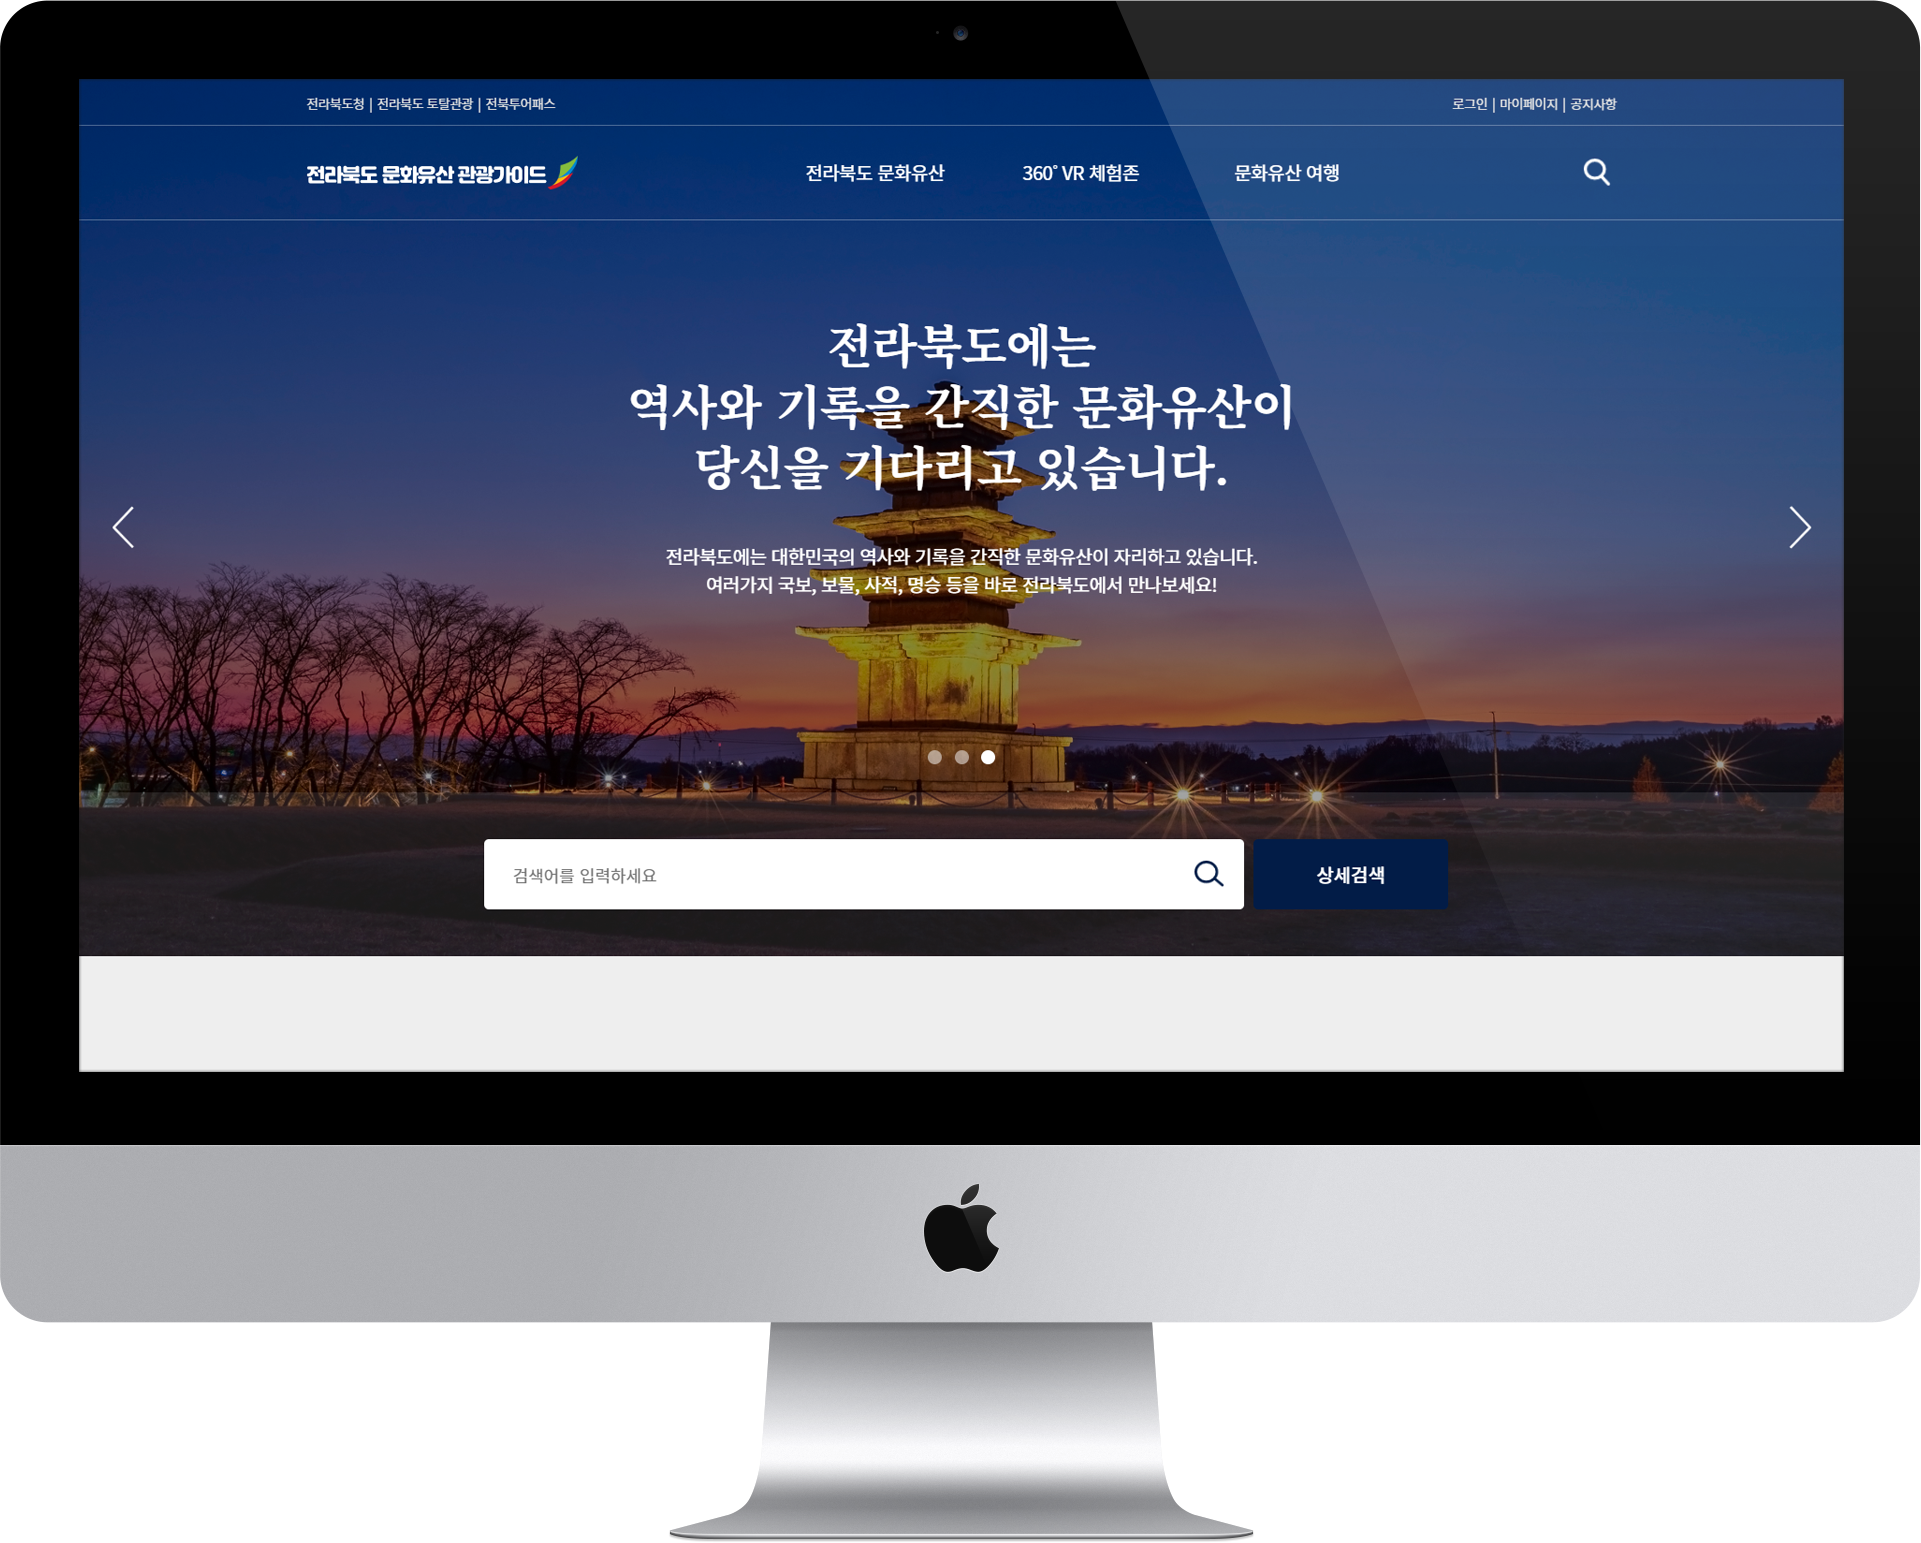 전라북도청 | 전라북도 토탈관광 | 전북투어패스
로그인 | 마이페이지 | 공지사항
전라북도 문화유산 관광가이드
전라북도 문화유산
360˚ VR 체험존
문화유산 여행
전라북도에는
역사와 기록을 간직한 문화유산이
당신을 기다리고 있습니다.
전라북도에는 대한민국의 역사와 기록을 간직한 문화유산이 자리하고 있습니다.
여러가지 국보, 보물, 사적, 명승 등을 바로 전라북도에서 만나보세요!
검색어를 입력하세요
상세검색